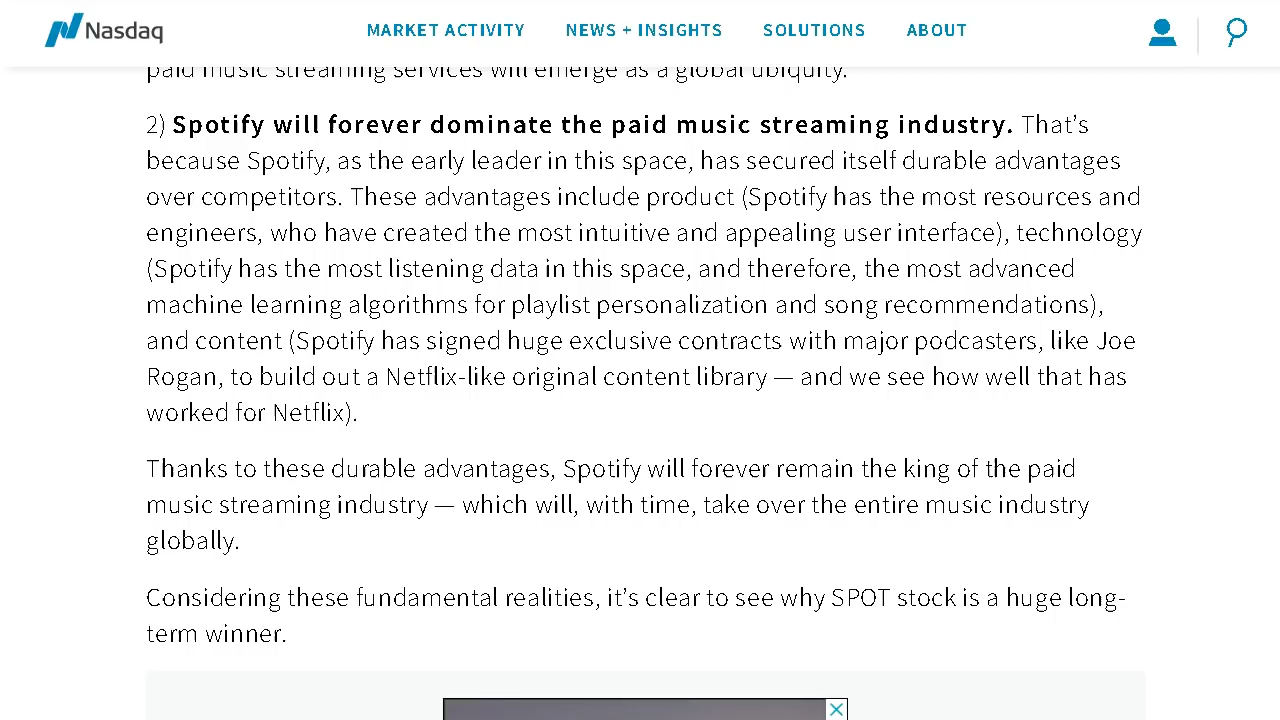 Nasdaq
MARKET ACTIVITY NEWS + INSIGHTS SOLUTIONS ABOUT
paid music streaming services will emerge as a global ubiquity.
2) Spotify will forever dominate the paid music streaming industry. That’s
because Spotify, as the early leader in this space, has secured itself durable advantages
over competitors. These advantages include product (Spotify has the most resources and
engineers, who have created the most intuitive and appealing user interface), technology
(Spotify has the most listening data in this space, and therefore, the most advanced
machine learning algorithms for playlist personalization and song recommendations),
and content (Spotify has signed huge exclusive contracts with major podcasters, like Joe
Rogan, to build out a Netflix-like original content library — and we see how well that has
worked for Netflix).
Thanks to these durable advantages, Spotify will forever remain the king of the paid
music streaming industry — which will, with time, take over the entire music industry
globally.
Considering these fundamental realities, it’s clear to see why SPOT stock is a huge long-
term winner.